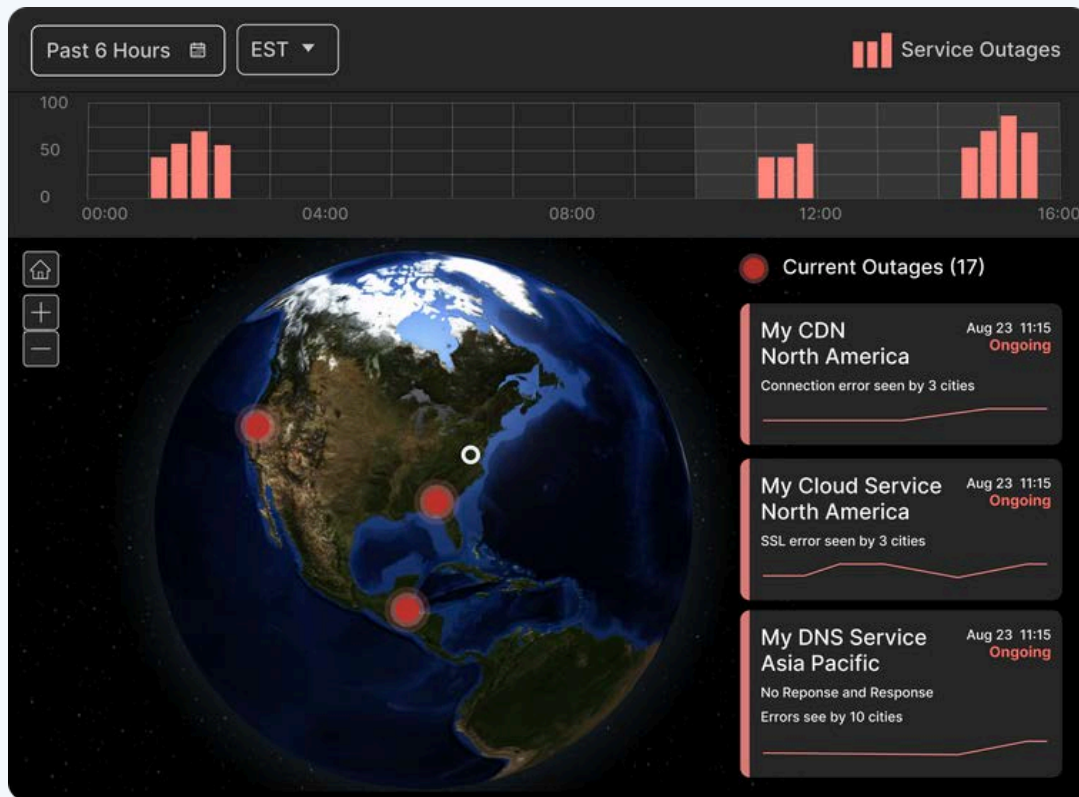 Past 6 Hours
EST
Service Outages
100
50
0
00:00
04:00
08:00
12:00
16:00
Current Outages (17)
My CDN
North America
Aug 23 11:15
Ongoing
Connection error seen by 3 cities
My Cloud Service
North America
Aug 23 11:15
Ongoing
SSL error seen by 3 cities
My DNS Service
Asia Pacific
Aug 23 11:15
Ongoing
No Reponse and Response
Errors see by 10 cities